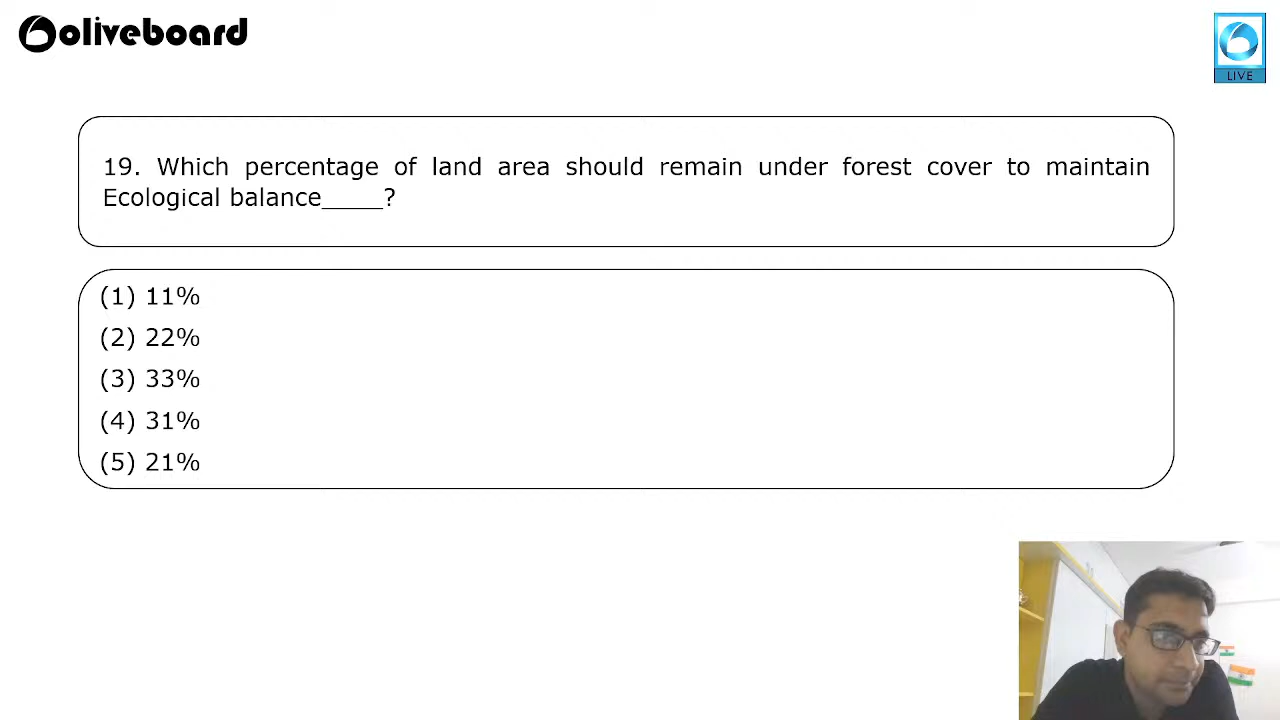 oliveboard
LIVE
19. Which percentage of land area should remain under forest cover to maintain
Ecological balance_____?
(1) 11%
(2) 22%
(3) 33%
(4) 31%
(5) 21%